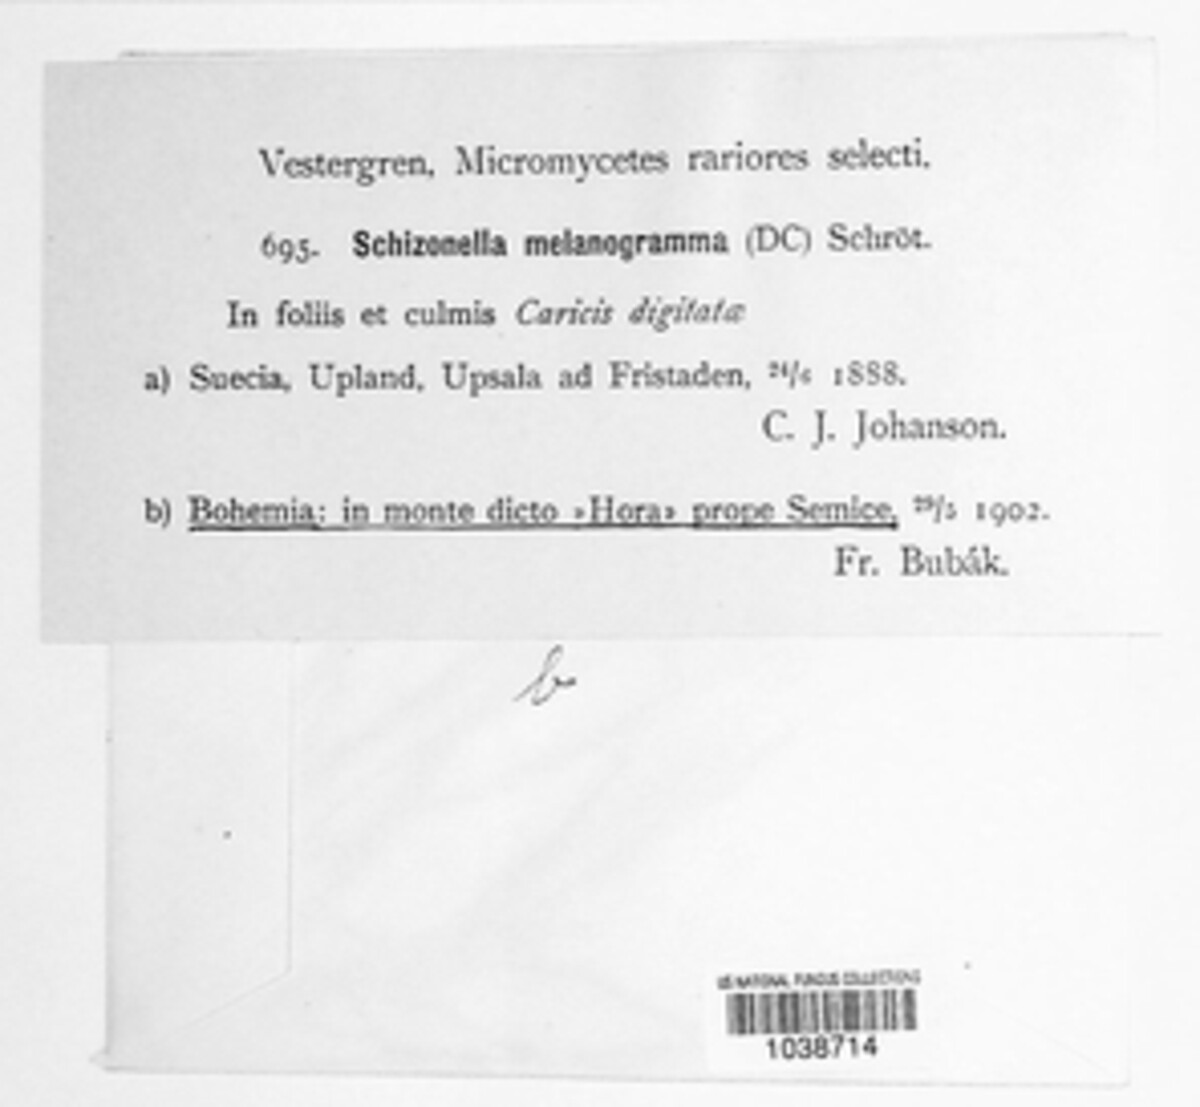 Vestergren, Micromycetes rariores selecti.
695. Schizonella melanogramma (DC) Schröt.
In foliis et culmis Caricis digitatæ
a) Suecia, Upland, Upsala ad Fristaden, 24/6 1888.
C. J. Johanson.
b) Bohemia; in monte dicto »Hora» prope Semice, 29/5 1902.
Fr. Bubák.
b
US NATIONAL FUNGUS COLLECTIONS
1038714